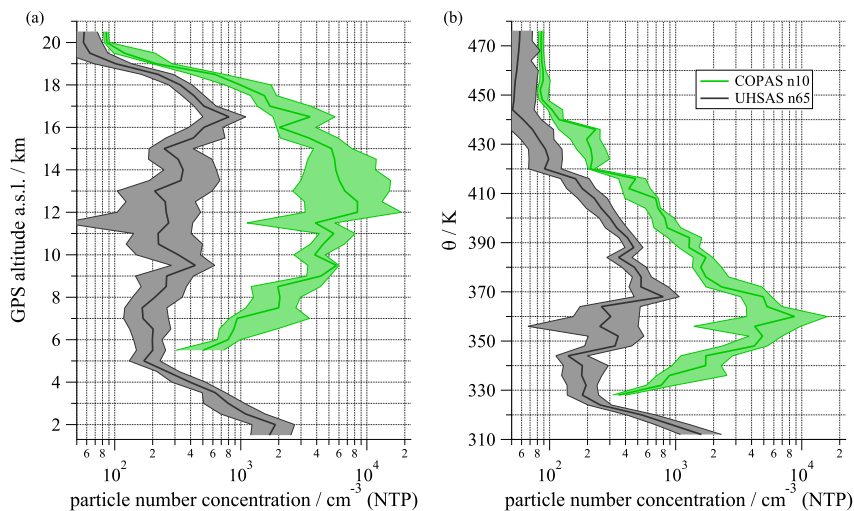 (a)
(b)
20
18
16
14
12
10
8
6
4
2
GPS altitude a.s.l. / km
6 8 10² 2 4 6 8 10³ 2 4 6 8 10⁴ 2
particle number concentration / cm⁻³ (NTP)
470
450
430
410
390
370
350
330
310
θ / K
COPAS n10
UHSAS n65
6 8 10² 2 4 6 8 10³ 2 4 6 8 10⁴ 2
particle number concentration / cm⁻³ (NTP)